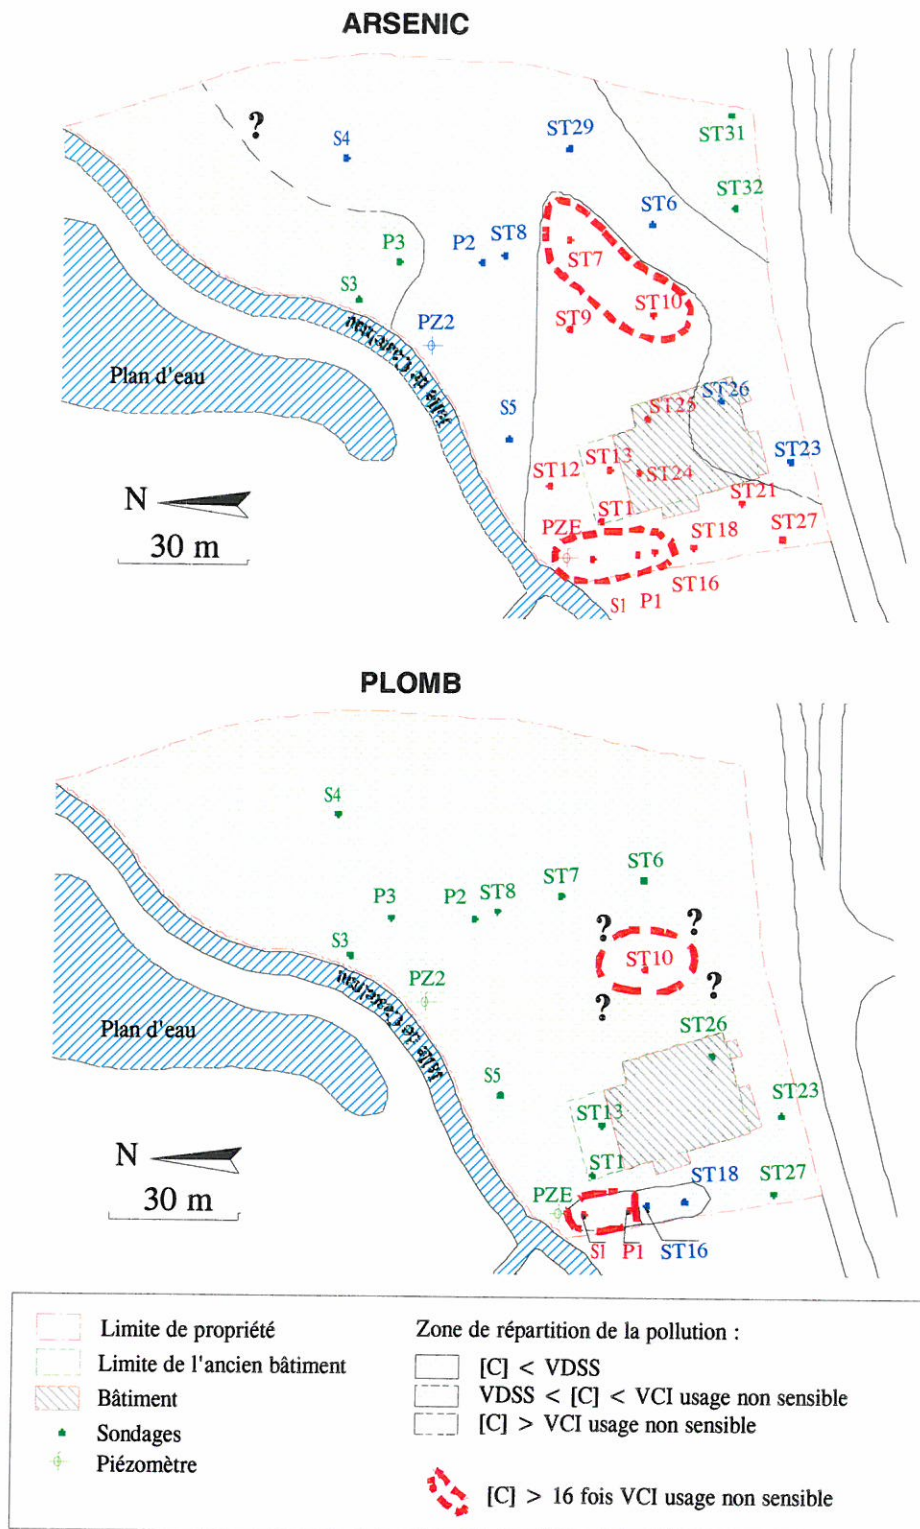 ARSENIC
?
S4
ST29
ST31
ST32
ST6
P3
P2
ST8
ST7
S3
ST10
ST9
PZ2
Plan d'eau
ST26
ST25
S5
ST23
ST13
ST24
ST12
N
ST21
ST1
PZE
ST27
ST18
30 m
ST16
S1
P1
PLOMB
S4
ST6
ST7
P3
P2
ST8
?
?
S3
ST10
PZ2
Jalle de Castelnau
?
?
Plan d'eau
ST26
S5
ST23
ST13
N
ST1
ST18
ST27
PZE
30 m
S1
P1
ST16
Limite de propriété
Limite de l'ancien bâtiment
Bâtiment
Sondages
Piézomètre
Zone de répartition de la pollution :
[C] < VDSS
VDSS < [C] < VCI usage non sensible
[C] > VCI usage non sensible
[C] > 16 fois VCI usage non sensible